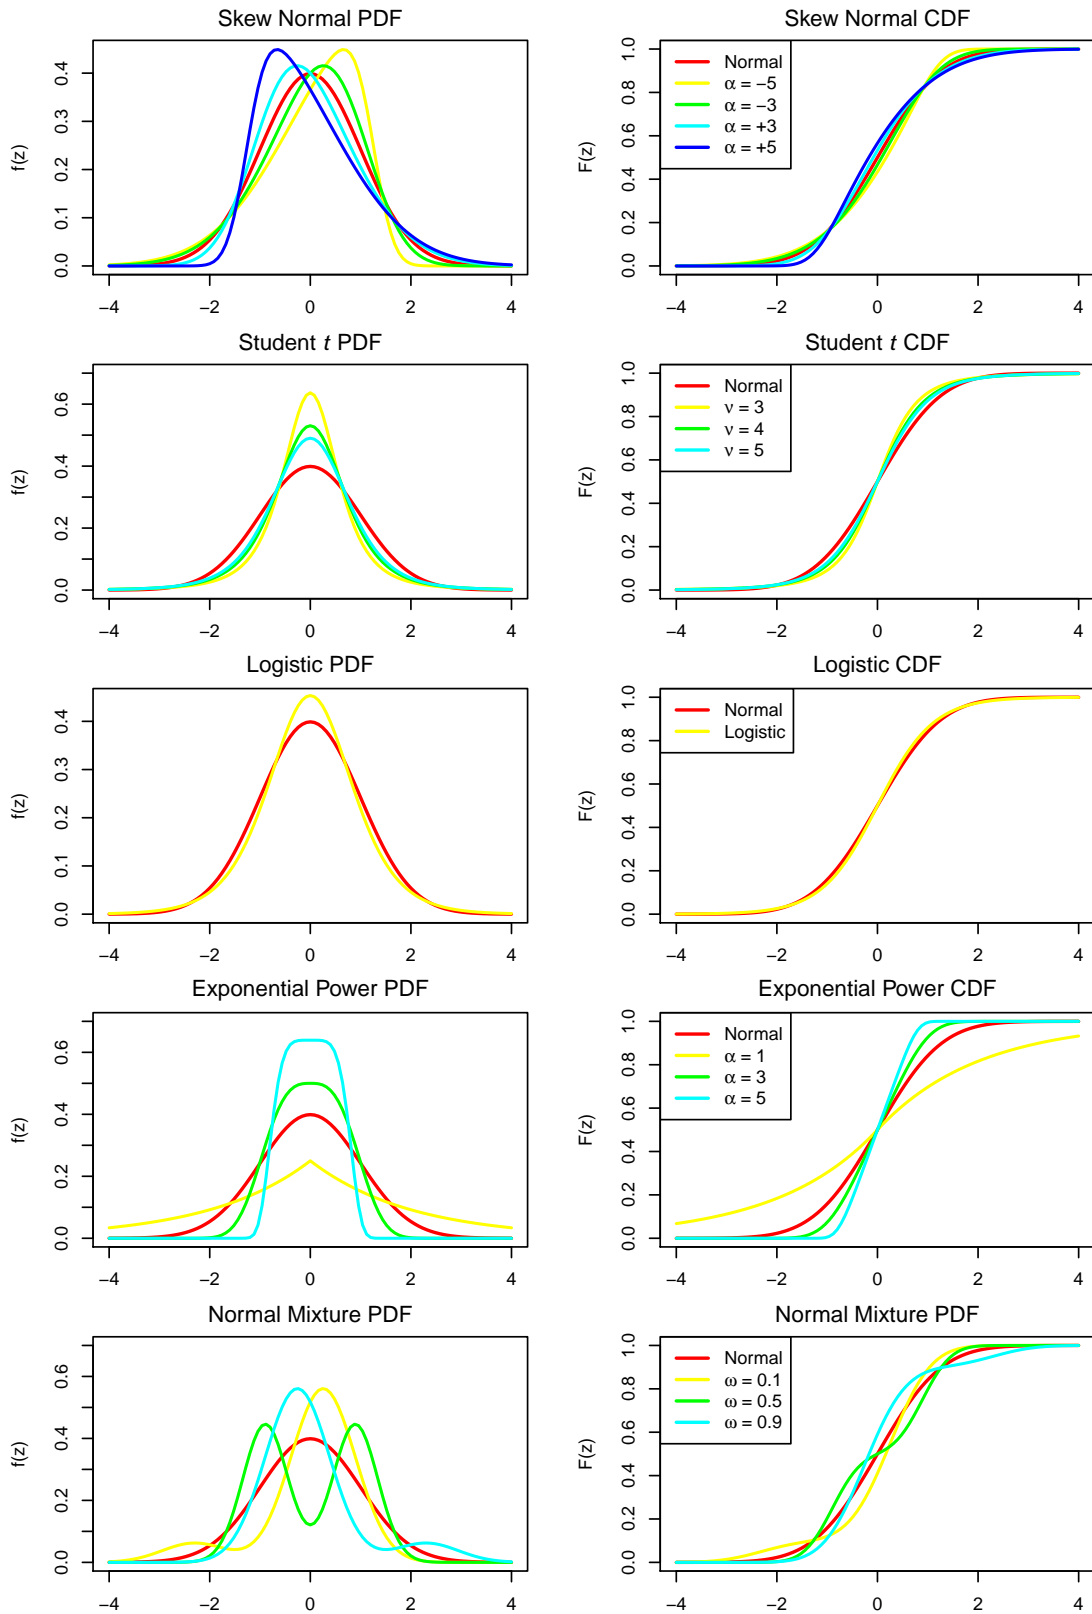 Skew Normal PDF
f(z)
0.4
0.3
0.2
0.1
0.0
−4 −2 0 2 4
Skew Normal CDF
F(z)
1.0
0.8
0.6
0.4
0.2
0.0
Normal
α = −5
α = −3
α = +3
α = +5
−4 −2 0 2 4
Student t PDF
f(z)
0.6
0.4
0.2
0.0
−4 −2 0 2 4
Student t CDF
F(z)
1.0
0.8
0.6
0.4
0.2
0.0
Normal
ν = 3
ν = 4
ν = 5
−4 −2 0 2 4
Logistic PDF
f(z)
0.4
0.3
0.2
0.1
0.0
−4 −2 0 2 4
Logistic CDF
F(z)
1.0
0.8
0.6
0.4
0.2
0.0
Normal
Logistic
−4 −2 0 2 4
Exponential Power PDF
f(z)
0.6
0.4
0.2
0.0
−4 −2 0 2 4
Exponential Power CDF
F(z)
1.0
0.8
0.6
0.4
0.2
0.0
Normal
α = 1
α = 3
α = 5
−4 −2 0 2 4
Normal Mixture PDF
f(z)
0.6
0.4
0.2
0.0
−4 −2 0 2 4
Normal Mixture PDF
F(z)
1.0
0.8
0.6
0.4
0.2
0.0
Normal
ω = 0.1
ω = 0.5
ω = 0.9
−4 −2 0 2 4